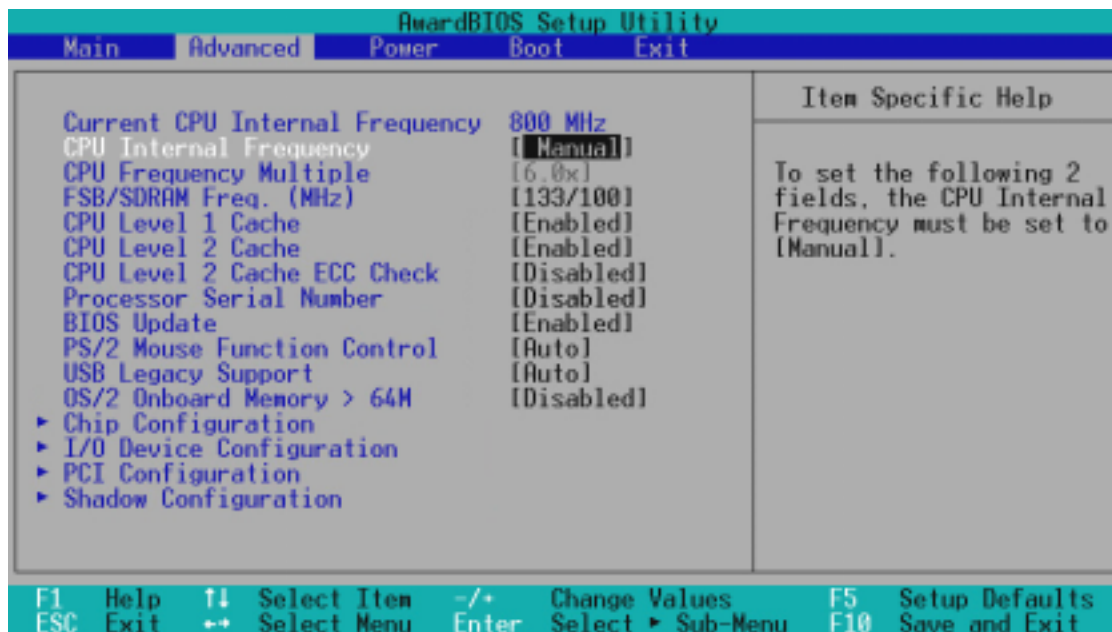 AwardBIOS Setup Utility
Main Advanced Power Boot Exit
Current CPU Internal Frequency 800 MHz
CPU Internal Frequency [ Manual]
CPU Frequency Multiple [6.0x]
FSB/SDRAM Freq. (MHz) [133/100]
CPU Level 1 Cache [Enabled]
CPU Level 2 Cache [Enabled]
CPU Level 2 Cache ECC Check [Disabled]
Processor Serial Number [Disabled]
BIOS Update [Enabled]
PS/2 Mouse Function Control [Auto]
USB Legacy Support [Auto]
OS/2 Onboard Memory > 64M [Disabled]
▸ Chip Configuration
▸ I/O Device Configuration
▸ PCI Configuration
▸ Shadow Configuration
Item Specific Help
To set the following 2
fields, the CPU Internal
Frequency must be set to
[Manual].
F1 Help ↑↓ Select Item -/+ Change Values F5 Setup Defaults
ESC Exit ←→ Select Menu Enter Select ▸ Sub-Menu F10 Save and Exit